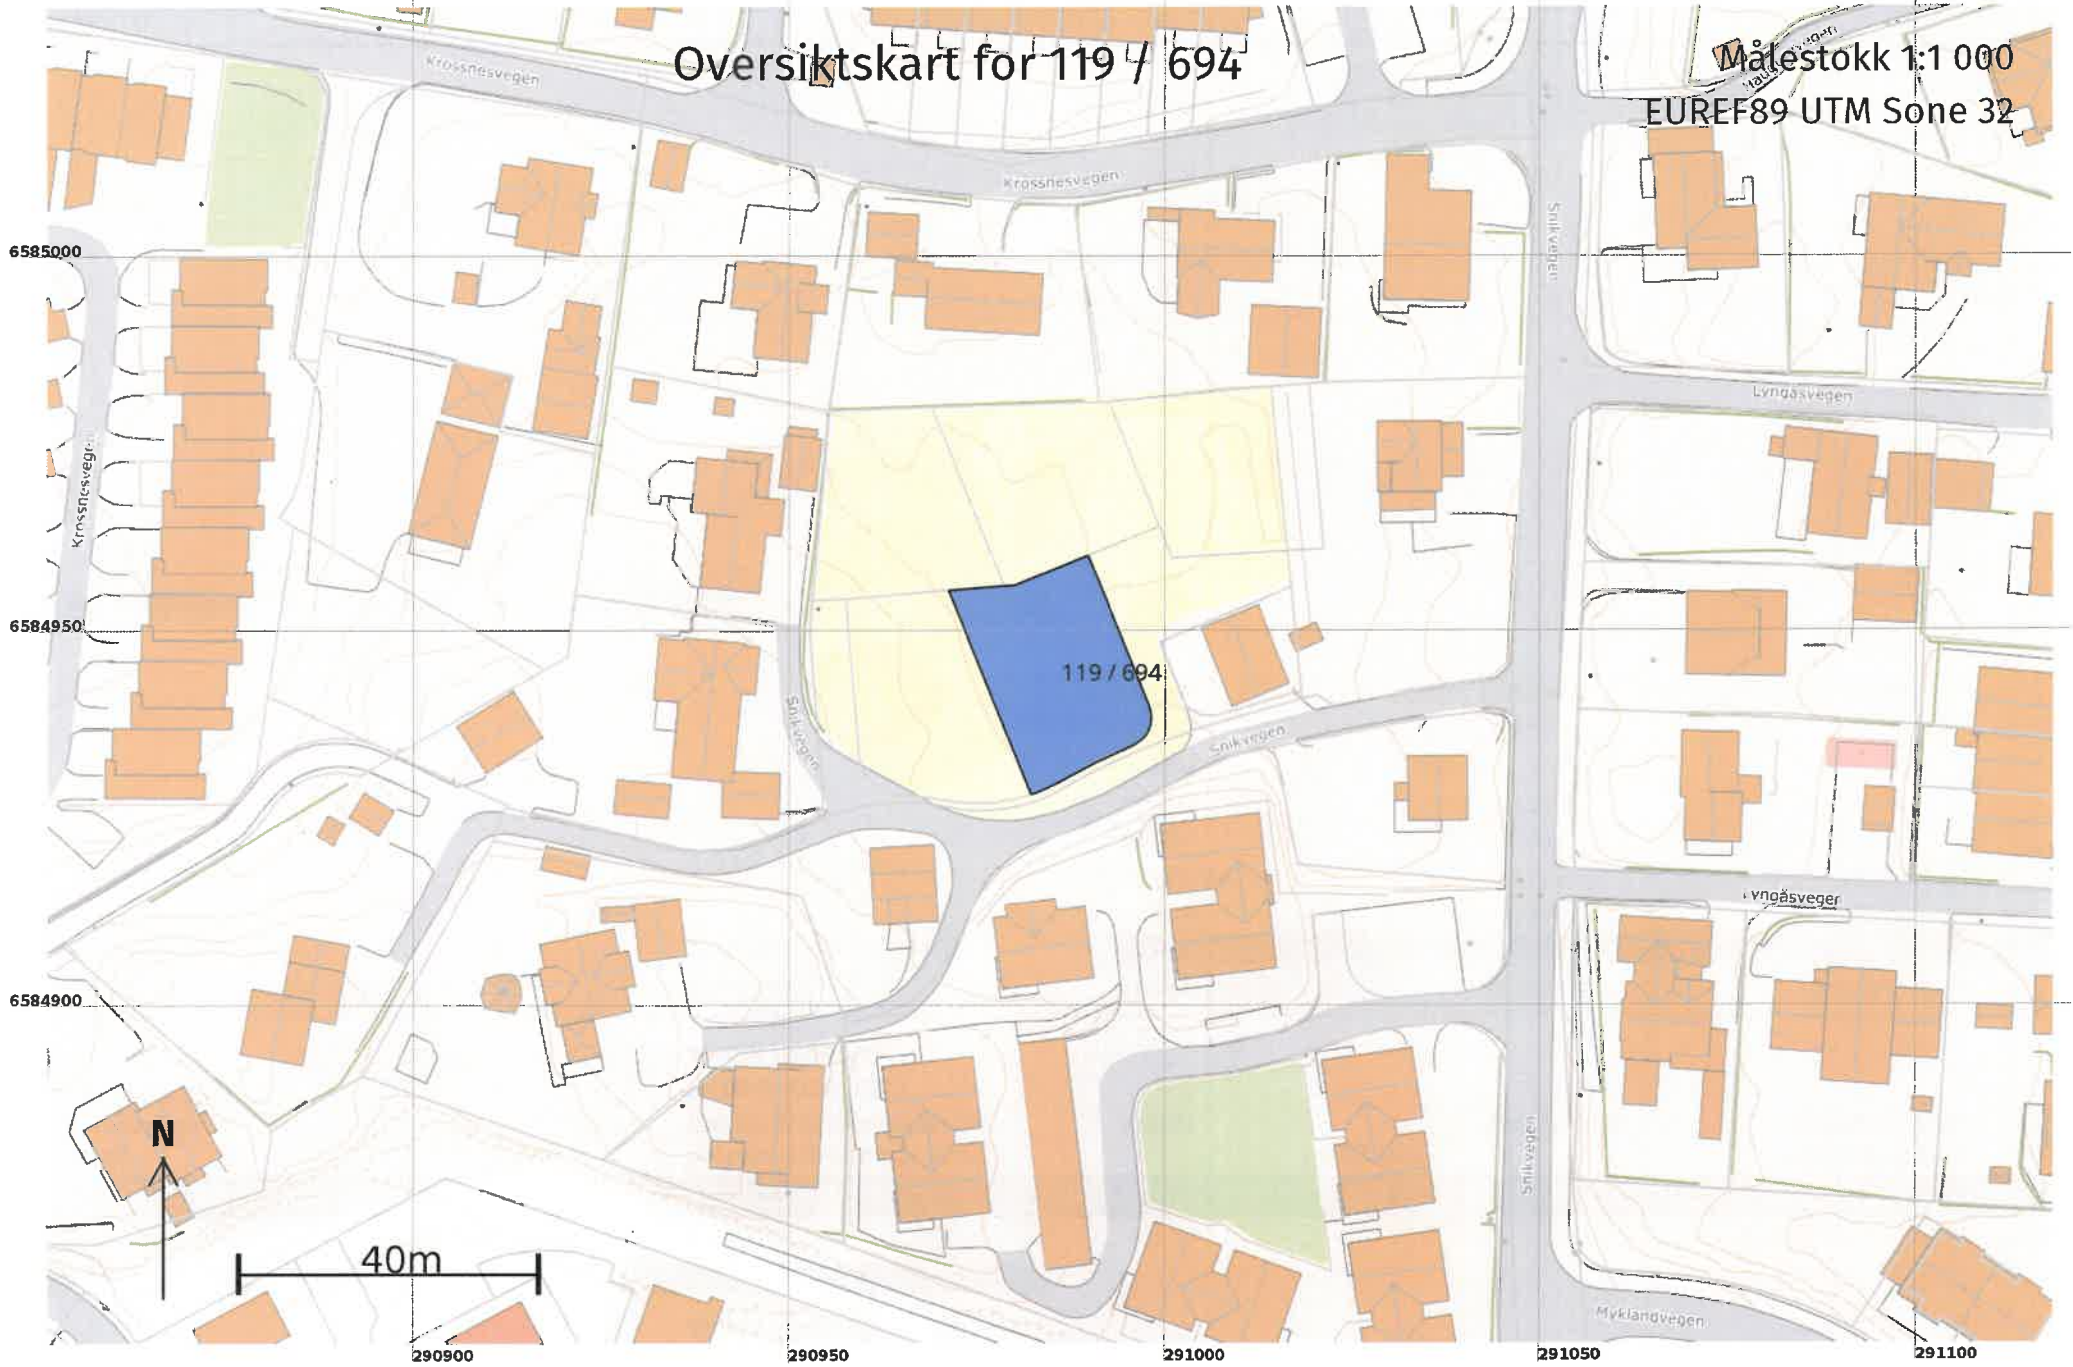 Oversiktskart for 119 / 694
Målestokk 1:1 000
EUREF89 UTM Sone 32
Krossnesvegen
Krossnesvegen
Snikvegen
6585000
Lyngåsvegen
Krossnesvegen
6584950
119 / 694
Snikvegen
Snikvegen
Lyngåsvegen
6584900
N
Snikvegen
40m
Myklandvegen
290900
290950
291000
291050
291100